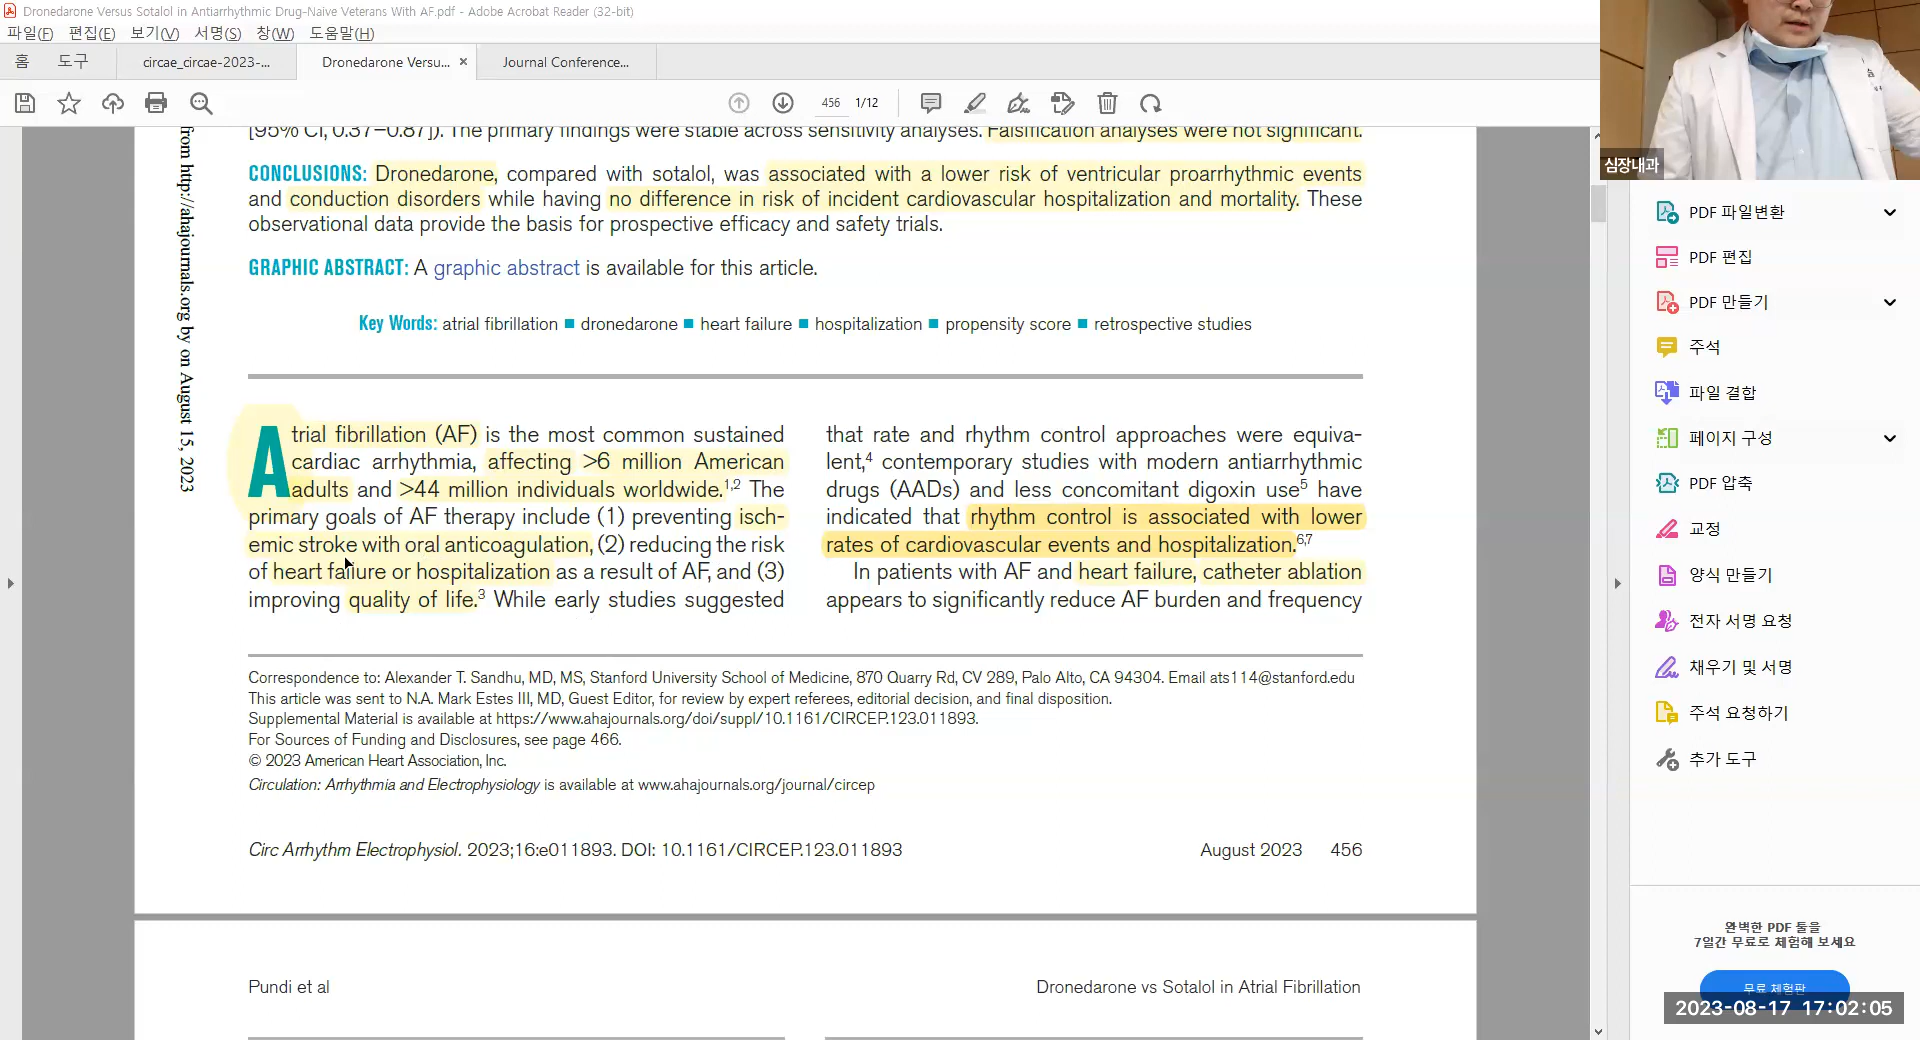 Dronedarone Versus Sotalol in Antiarrhythmic Drug-Naive Veterans With AF.pdf - Adobe Acrobat Reader (32-bit)
파일(F) 편집(E) 보기(V) 서명(S) 창(W) 도움말(H)
홈 도구 circae_circae-2023-... Dronedarone Versu... × Journal Conference...
456 1/12
심장내과
from http://ahajournals.org by on August 15, 2023
[95% CI, 0.37–0.87]). The primary findings were stable across sensitivity analyses. Falsification analyses were not significant.
CONCLUSIONS: Dronedarone, compared with sotalol, was associated with a lower risk of ventricular proarrhythmic events
and conduction disorders while having no difference in risk of incident cardiovascular hospitalization and mortality. These
observational data provide the basis for prospective efficacy and safety trials.
GRAPHIC ABSTRACT: A graphic abstract is available for this article.
Key Words: atrial fibrillation ■ dronedarone ■ heart failure ■ hospitalization ■ propensity score ■ retrospective studies
Atrial fibrillation (AF) is the most common sustained
cardiac arrhythmia, affecting >6 million American
adults and >44 million individuals worldwide.1,2 The
primary goals of AF therapy include (1) preventing isch-
emic stroke with oral anticoagulation, (2) reducing the risk
of heart failure or hospitalization as a result of AF, and (3)
improving quality of life.3 While early studies suggested
that rate and rhythm control approaches were equiva-
lent,4 contemporary studies with modern antiarrhythmic
drugs (AADs) and less concomitant digoxin use5 have
indicated that rhythm control is associated with lower
rates of cardiovascular events and hospitalization.6,7
In patients with AF and heart failure, catheter ablation
appears to significantly reduce AF burden and frequency
Correspondence to: Alexander T. Sandhu, MD, MS, Stanford University School of Medicine, 870 Quarry Rd, CV 289, Palo Alto, CA 94304. Email ats114@stanford.edu
This article was sent to N.A. Mark Estes III, MD, Guest Editor, for review by expert referees, editorial decision, and final disposition.
Supplemental Material is available at https://www.ahajournals.org/doi/suppl/10.1161/CIRCEP.123.011893.
For Sources of Funding and Disclosures, see page 466.
© 2023 American Heart Association, Inc.
Circulation: Arrhythmia and Electrophysiology is available at www.ahajournals.org/journal/circep
Circ Arrhythm Electrophysiol. 2023;16:e011893. DOI: 10.1161/CIRCEP.123.011893
August 2023 456
Pundi et al
Dronedarone vs Sotalol in Atrial Fibrillation
PDF 파일변환
PDF 편집
PDF 만들기
주석
파일 결합
페이지 구성
PDF 압축
교정
양식 만들기
전자 서명 요청
채우기 및 서명
주석 요청하기
추가 도구
완벽한 PDF 툴을
7일간 무료로 체험해 보세요
무료 체험판
2023-08-17 17:02:05